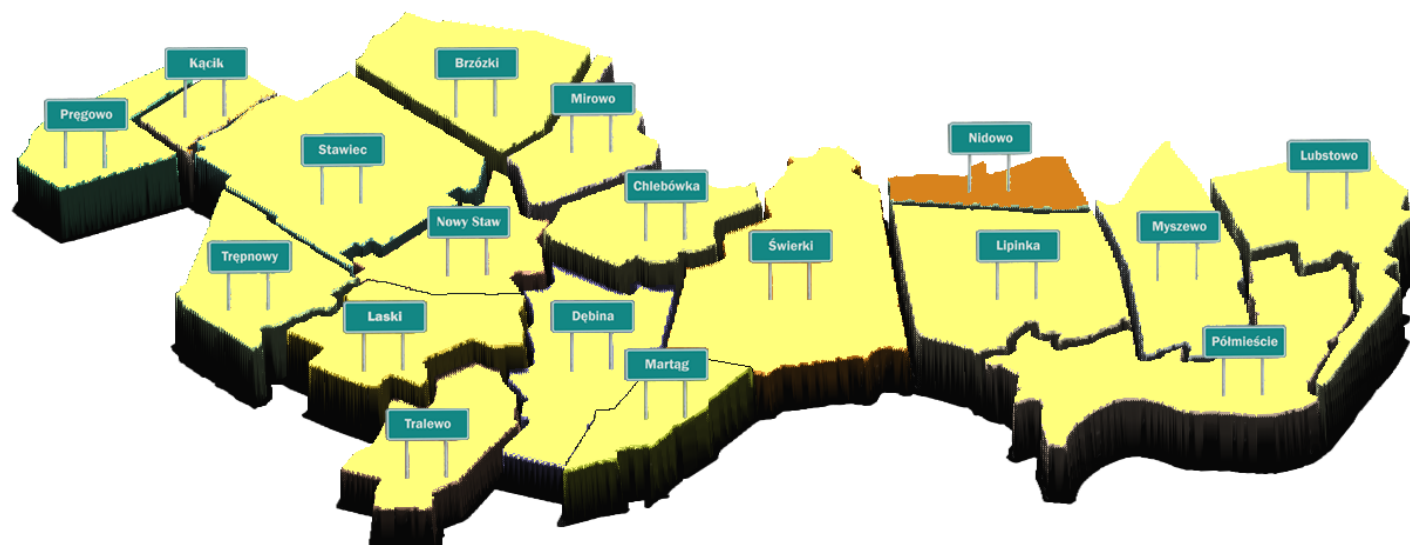 Kącik
Brzózki
Pręgowo
Mirowo
Stawiec
Nidowo
Lubstowo
Chlebówka
Nowy Staw
Myszewo
Trępnowy
Świerki
Lipinka
Laski
Dębina
Półmieście
Martąg
Tralewo